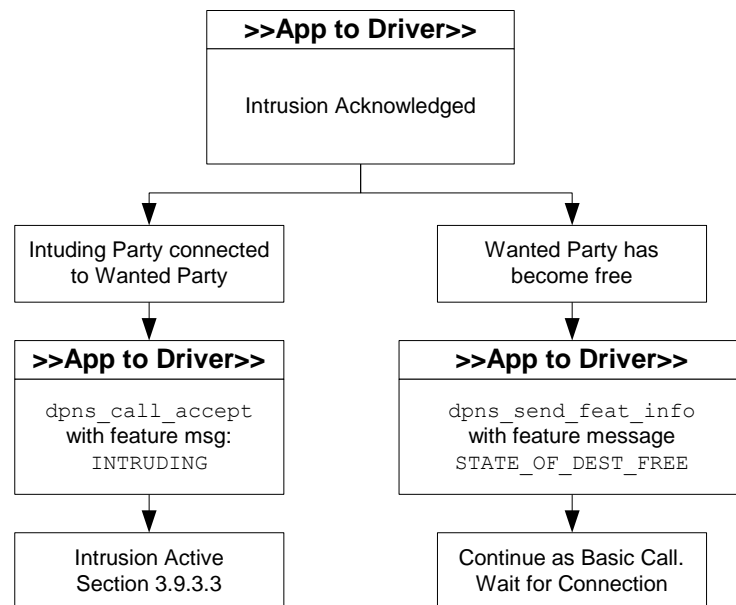 >>App to Driver>>
Intrusion Acknowledged
Intuding Party connected
to Wanted Party
Wanted Party has
become free
>>App to Driver>>
dpns_call_accept
with feature msg:
INTRUDING
>>App to Driver>>
dpns_send_feat_info
with feature message
STATE_OF_DEST_FREE
Intrusion Active
Section 3.9.3.3
Continue as Basic Call.
Wait for Connection